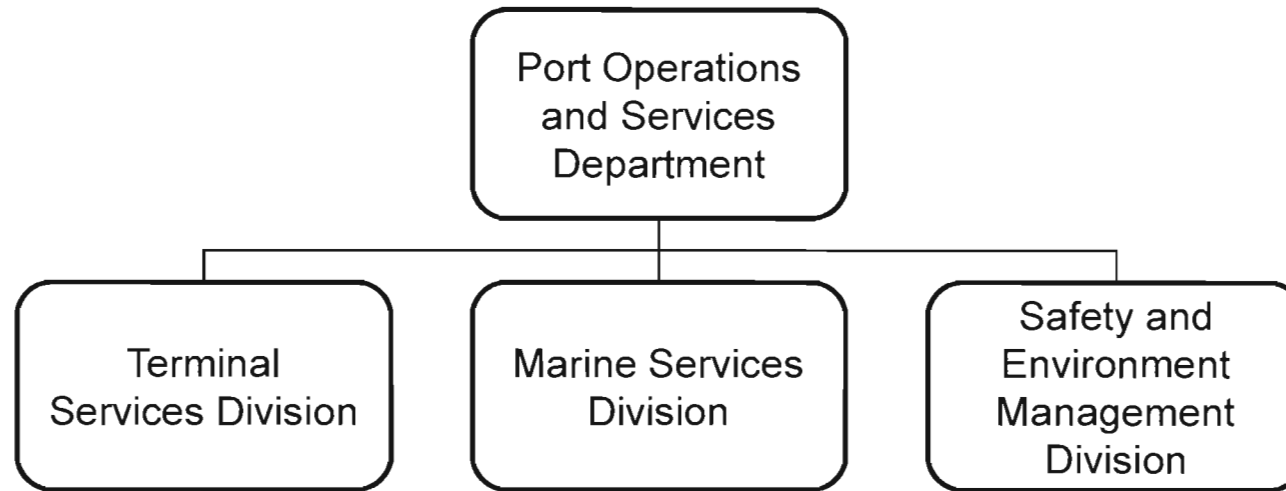 Port Operations
and Services
Department
Terminal
Services Division
Marine Services
Division
Safety and
Environment
Management
Division